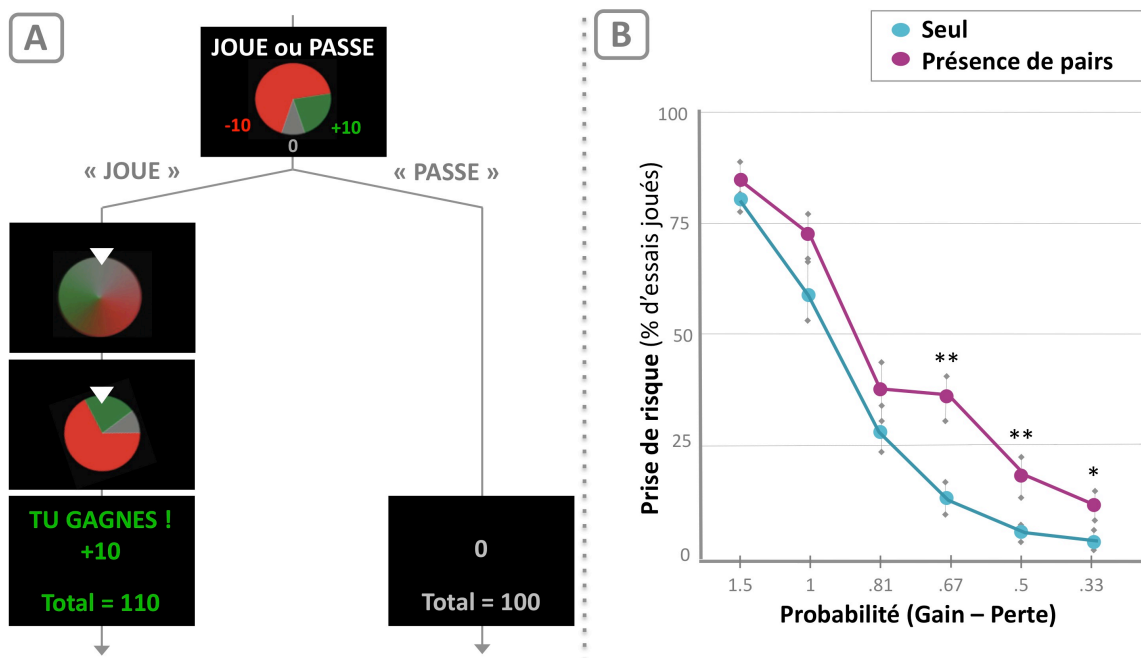 A
JOUE ou PASSE
-10
+10
0
« JOUE »
« PASSE »
TU GAGNES !
+10
Total = 110
0
Total = 100
B
Seul
Présence de pairs
Prise de risque (% d'essais joués)
100
75
50
25
0
**
**
*
1.5 1 .81 .67 .5 .33
Probabilité (Gain – Perte)